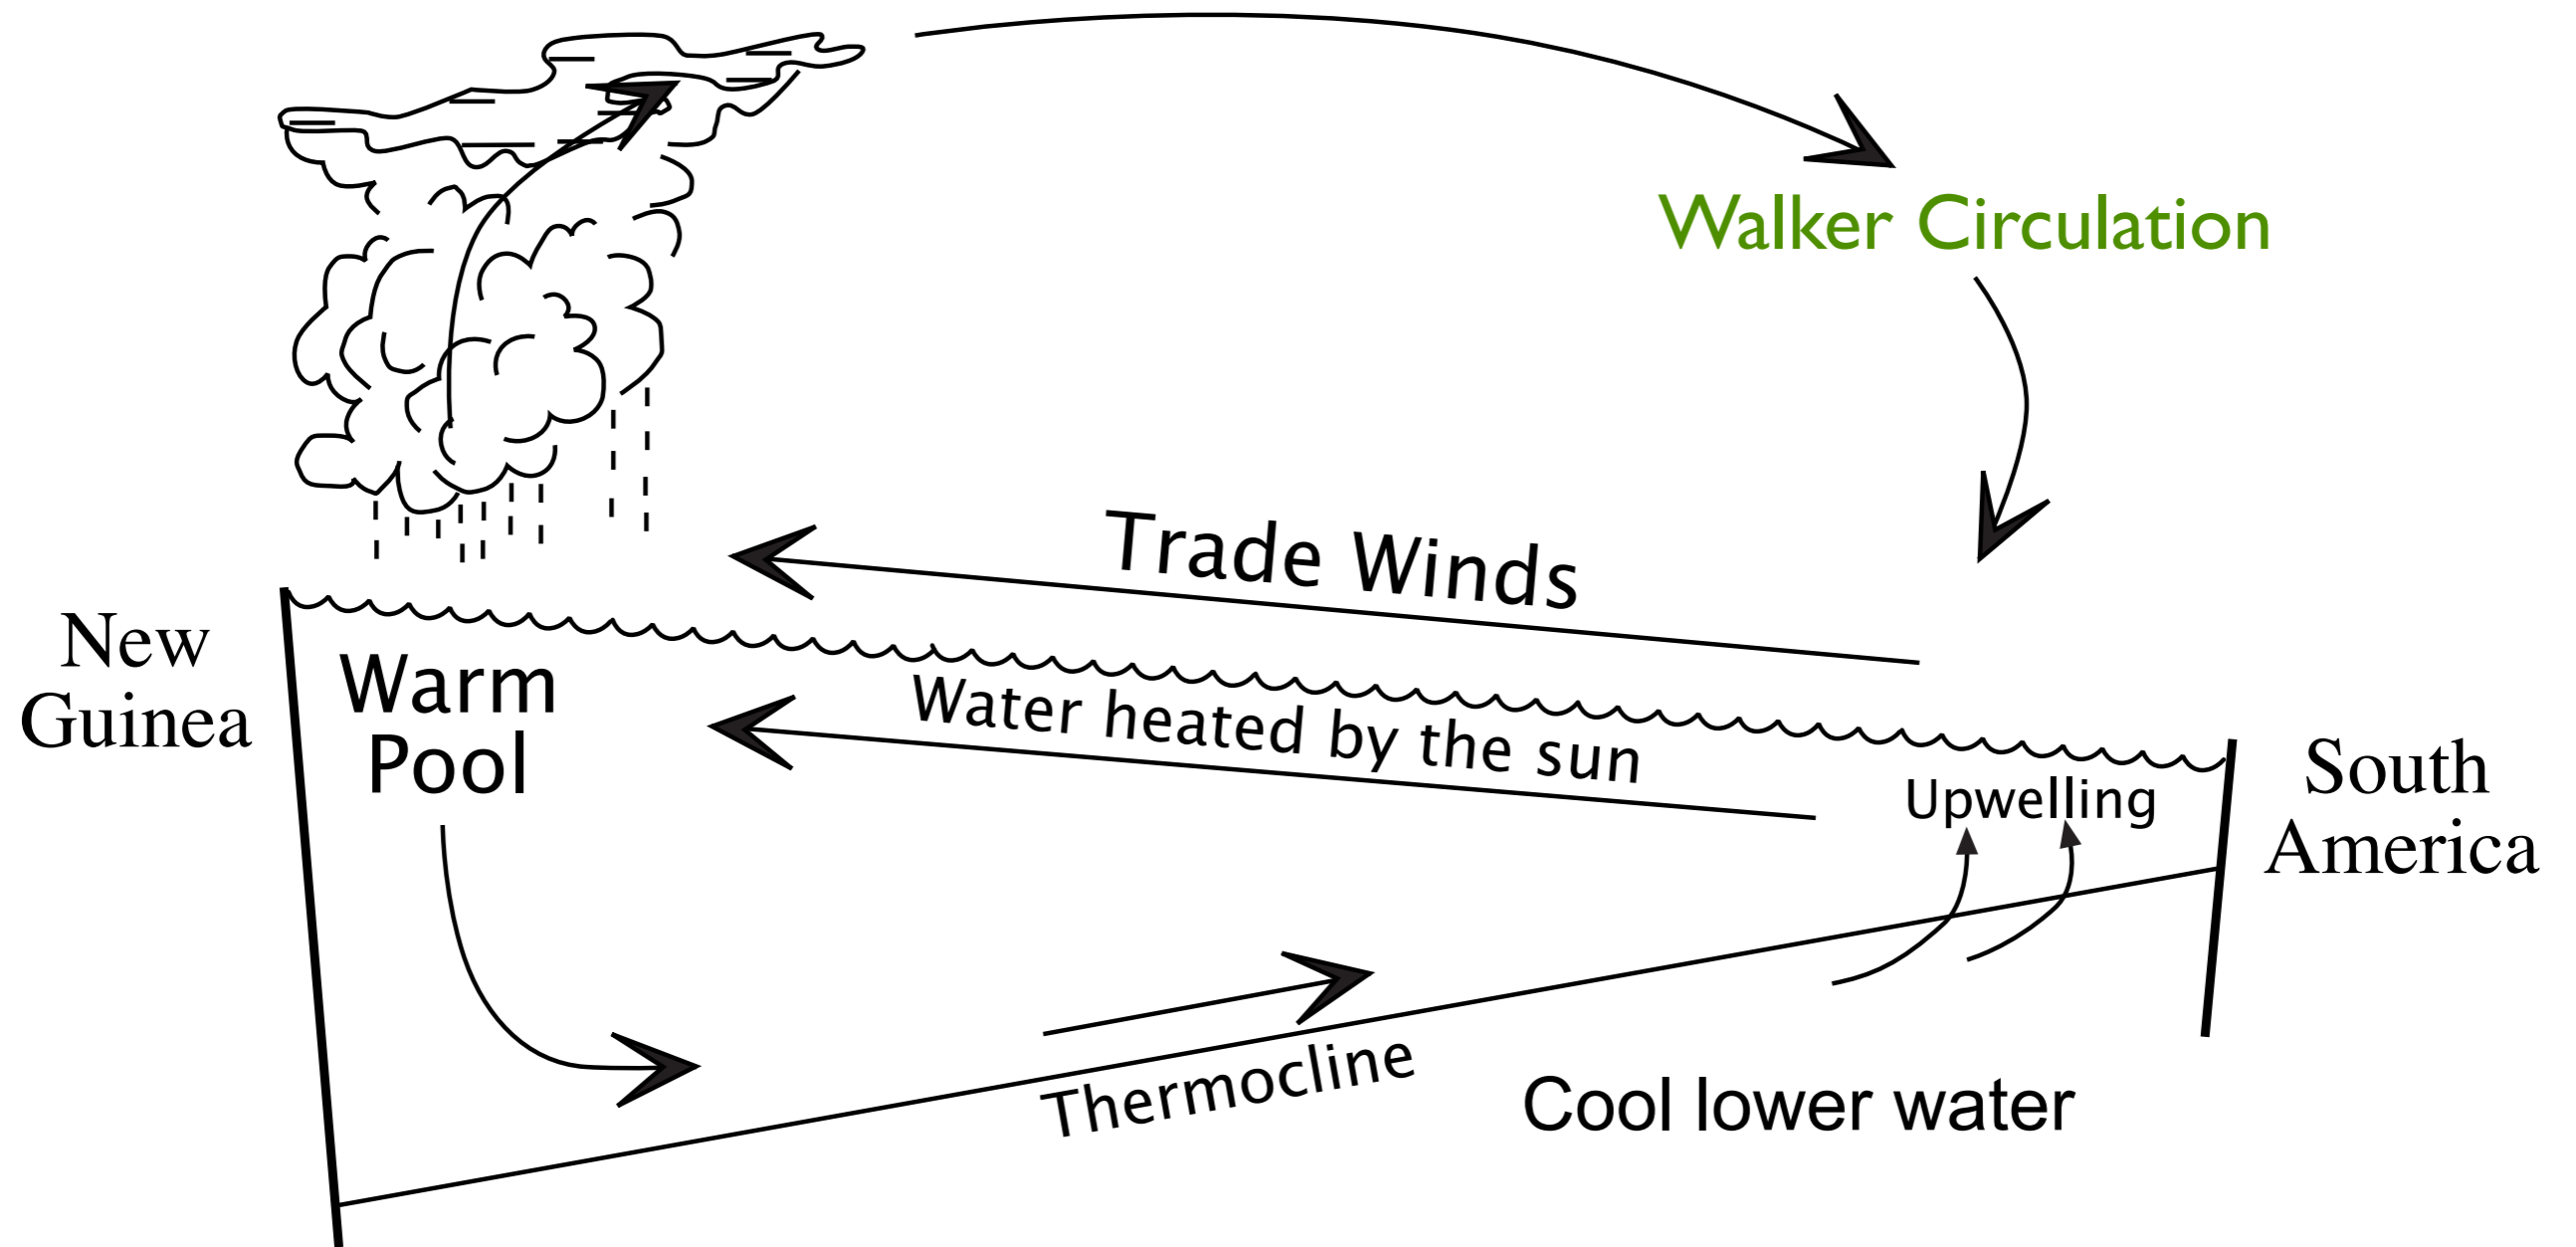 Walker Circulation
Trade Winds
New
Guinea
Warm
Pool
Water heated by the sun
Upwelling
South
America
Thermocline
Cool lower water